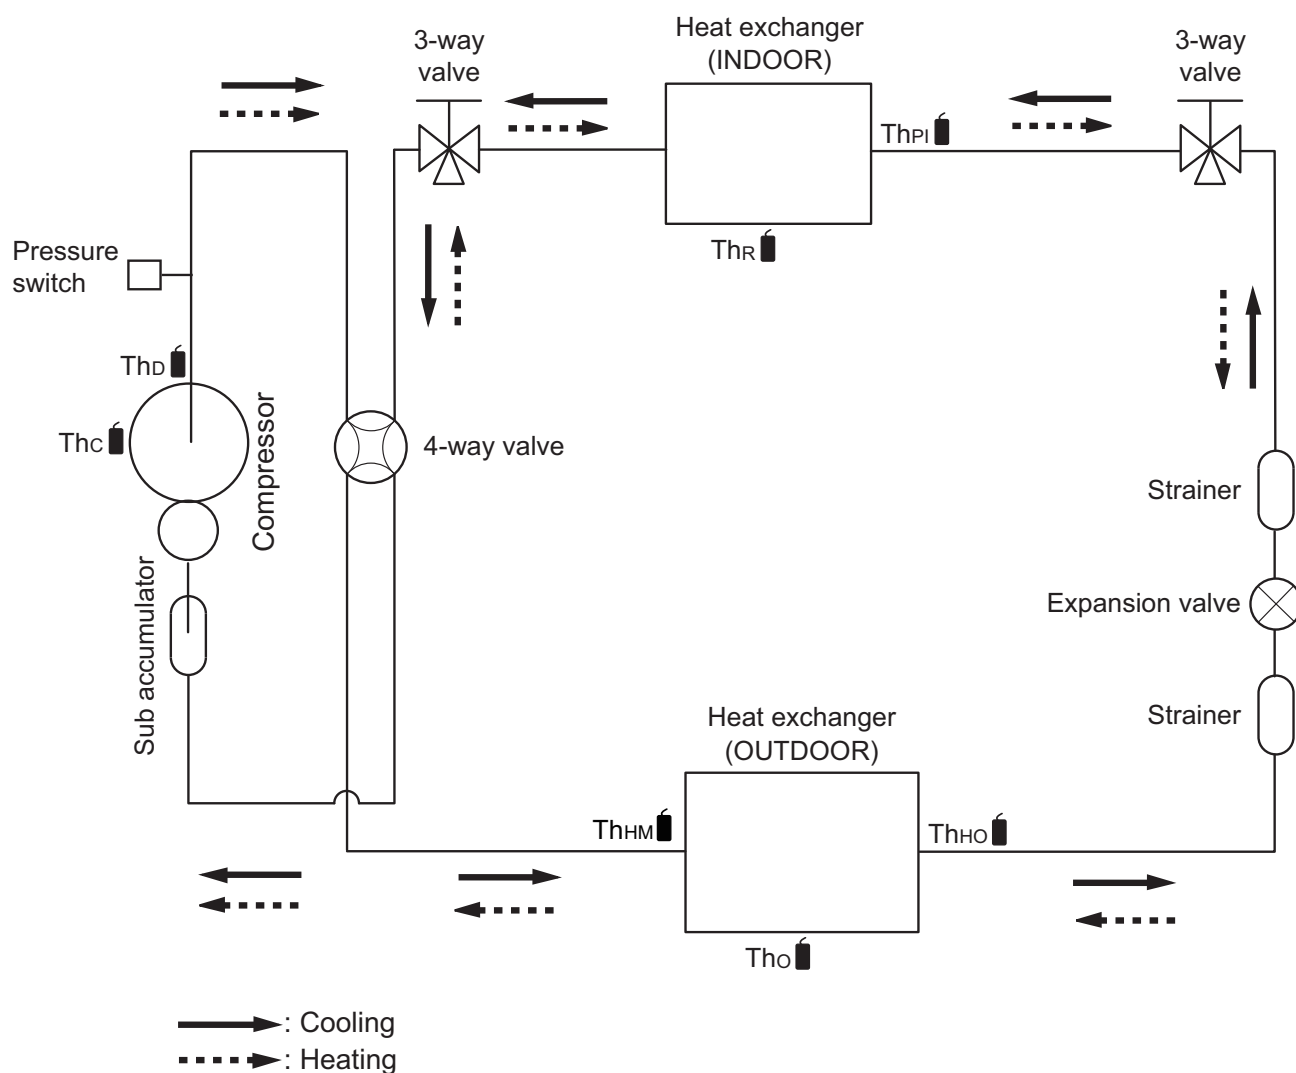 3-way
valve
Heat exchanger
(INDOOR)
3-way
valve
ThPI
ThR
Pressure
switch
ThD
ThC
Compressor
4-way valve
Strainer
Expansion valve
Sub accumulator
Strainer
Heat exchanger
(OUTDOOR)
ThHM
ThHO
ThO
: Cooling
: Heating